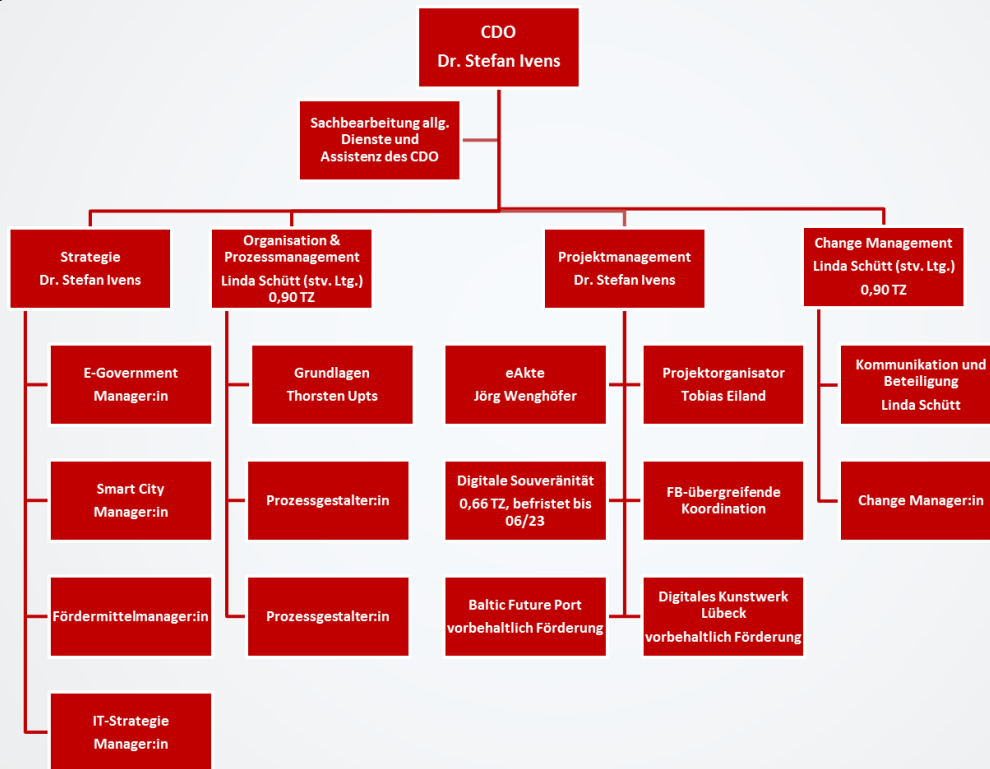 CDO
Dr. Stefan Ivens
Sachbearbeitung allg.
Dienste und
Assistenz des CDO
Strategie
Dr. Stefan Ivens
Organisation &
Prozessmanagement
Linda Schütt (stv. Ltg.)
0,90 TZ
Projektmanagement
Dr. Stefan Ivens
Change Management
Linda Schütt (stv. Ltg.)
0,90 TZ
E-Government
Manager:in
Grundlagen
Thorsten Upts
eAkte
Jörg Wenghöfer
Projektorganisator
Tobias Eiland
Kommunikation und
Beteiligung
Linda Schütt
Smart City
Manager:in
Prozessgestalter:in
Digitale Souveränität
0,66 TZ, befristet bis
06/23
FB-übergreifende
Koordination
Change Manager:in
Fördermittelmanager:in
Prozessgestalter:in
Baltic Future Port
vorbehaltlich Förderung
Digitales Kunstwerk
Lübeck
vorbehaltlich Förderung
IT-Strategie
Manager:in